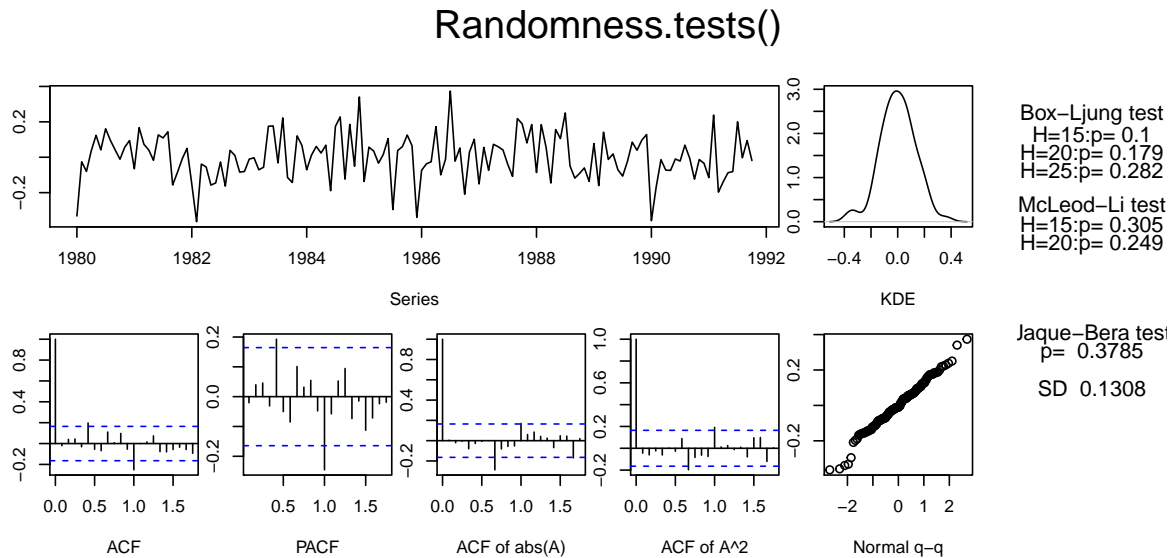 Randomness.tests()
−0.2 0.2
1980 1982 1984 1986 1988 1990 1992
Series
0.0 1.0 2.0 3.0
−0.4 0.0 0.4
KDE
Box−Ljung test
H=15:p= 0.1
H=20:p= 0.179
H=25:p= 0.282
McLeod−Li test
H=15:p= 0.305
H=20:p= 0.249
−0.2 0.2 0.4 0.8
0.0 0.5 1.0 1.5
ACF
−0.2 0.0 0.2
0.5 1.0 1.5
PACF
−0.2 0.2 0.4 0.8
0.0 0.5 1.0 1.5
ACF of abs(A)
−0.2 0.2 0.6 1.0
0.0 0.5 1.0 1.5
ACF of A^2
−0.2 0.2
−2 0 2
Normal q−q
Jaque−Bera test
p= 0.3785
SD 0.1308